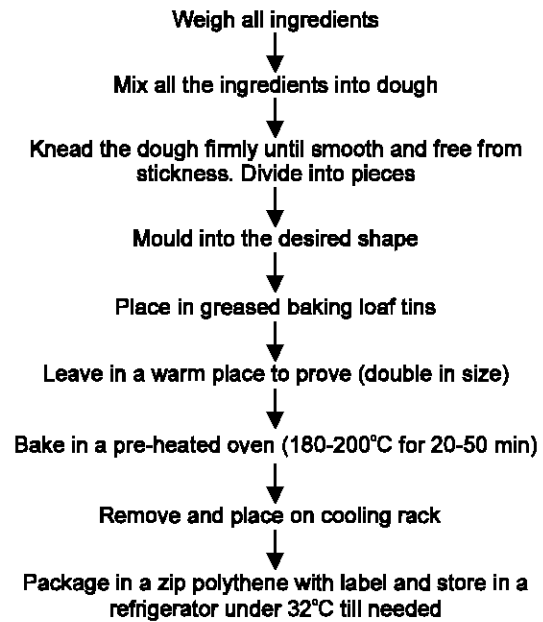 Weigh all ingredients
Mix all the ingredients into dough
Knead the dough firmly until smooth and free from
stickness. Divide into pieces
Mould into the desired shape
Place in greased baking loaf tins
Leave in a warm place to prove (double in size)
Bake in a pre-heated oven (180-200°C for 20-50 min)
Remove and place on cooling rack
Package in a zip polythene with label and store in a
refrigerator under 32°C till needed